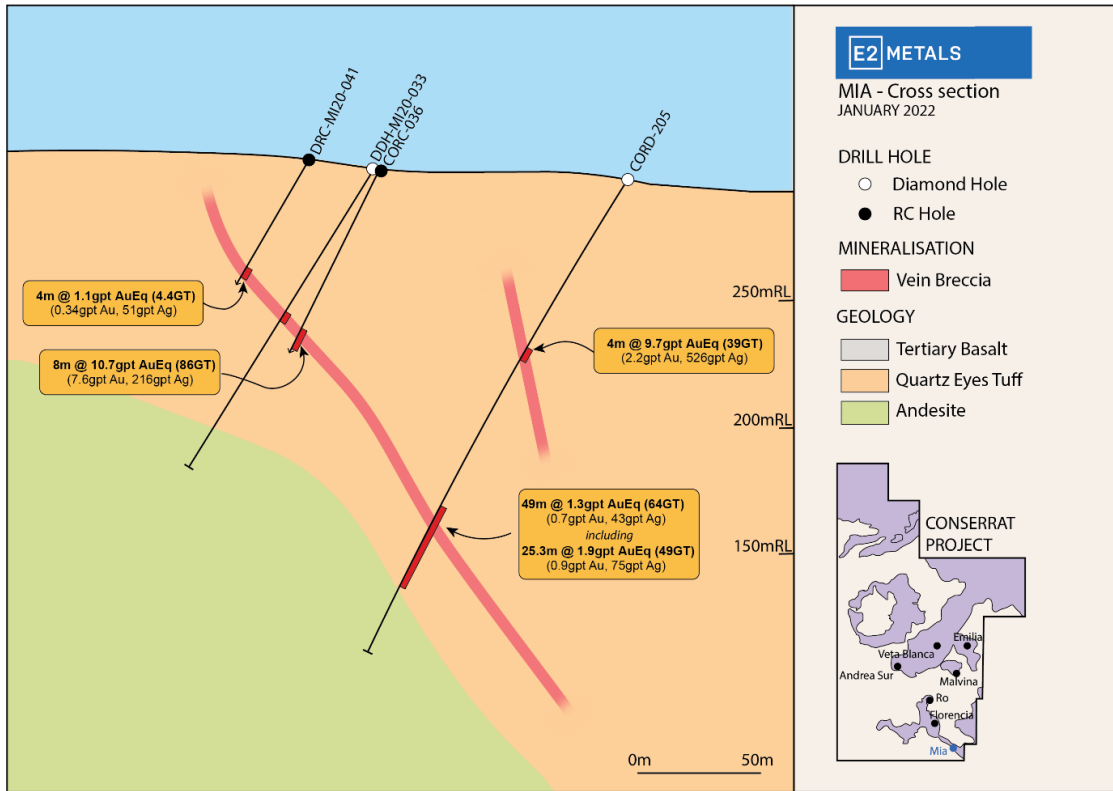 DRC-MI20-041
DDH-MI20-033
CORC-036
CORD-205
4m @ 1.1gpt AuEq (4.4GT)
(0.34gpt Au, 51gpt Ag)
8m @ 10.7gpt AuEq (86GT)
(7.6gpt Au, 216gpt Ag)
4m @ 9.7gpt AuEq (39GT)
(2.2gpt Au, 526gpt Ag)
49m @ 1.3gpt AuEq (64GT)
(0.7gpt Au, 43gpt Ag)
including
25.3m @ 1.9gpt AuEq (49GT)
(0.9gpt Au, 75gpt Ag)
250mRL
200mRL
150mRL
0m 50m
E2 METALS
MIA - Cross section
JANUARY 2022
DRILL HOLE
Diamond Hole
RC Hole
MINERALISATION
Vein Breccia
GEOLOGY
Tertiary Basalt
Quartz Eyes Tuff
Andesite
CONSERRAT
PROJECT
Emilia
Veta Blanca
Andrea Sur
Malvina
Ro
Florencia
Mia